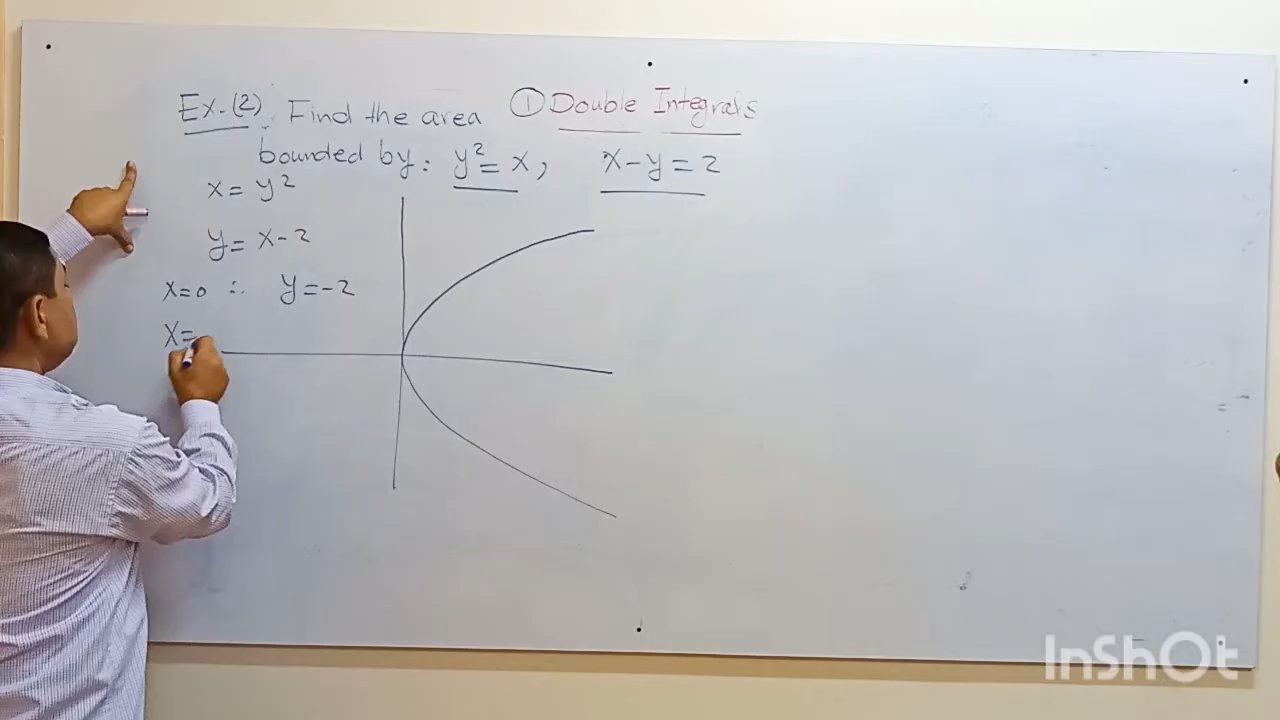 Ex-(2) Find the area ① Double Integrals
bounded by: y² = x, x-y=2
x= y²
y= x-2
x=0 ∴ y=-2
x=
InShOt